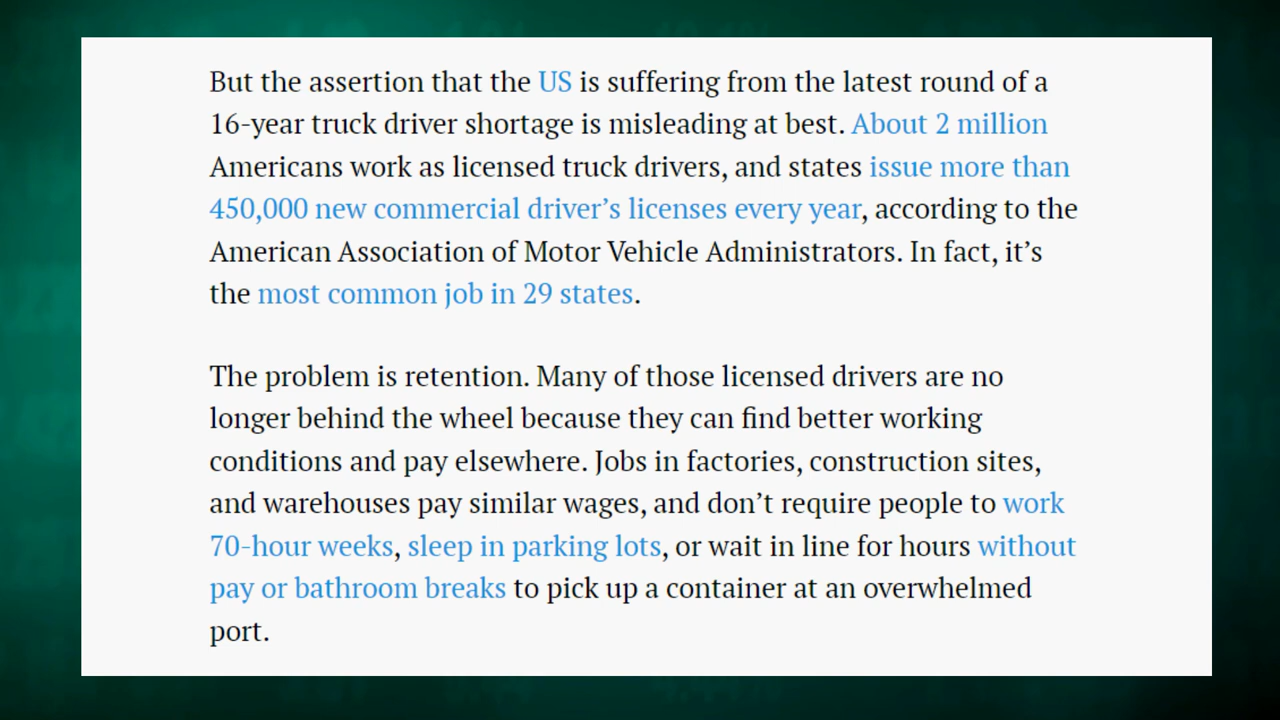 But the assertion that the US is suffering from the latest round of a
16-year truck driver shortage is misleading at best. About 2 million
Americans work as licensed truck drivers, and states issue more than
450,000 new commercial driver’s licenses every year, according to the
American Association of Motor Vehicle Administrators. In fact, it’s
the most common job in 29 states.
The problem is retention. Many of those licensed drivers are no
longer behind the wheel because they can find better working
conditions and pay elsewhere. Jobs in factories, construction sites,
and warehouses pay similar wages, and don’t require people to work
70-hour weeks, sleep in parking lots, or wait in line for hours without
pay or bathroom breaks to pick up a container at an overwhelmed
port.